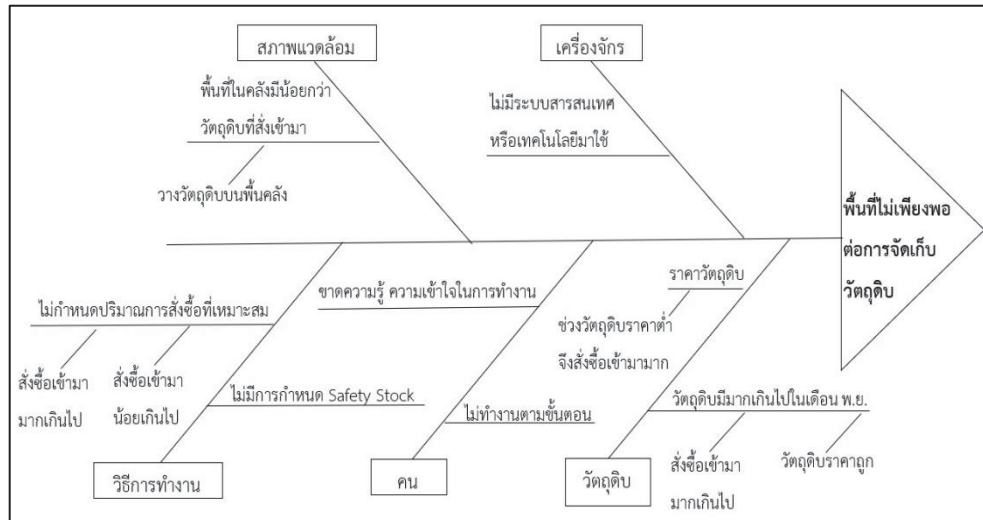 สภาพแวดล้อม
เครื่องจักร
พื้นที่ในคลังมีน้อยกว่า
วัตถุดิบที่สั่งเข้ามา
วางวัตถุดิบบนพื้นคลัง
ไม่มีระบบสารสนเทศ
หรือเทคโนโลยีมาใช้
พื้นที่ไม่เพียงพอ
ต่อการจัดเก็บ
วัตถุดิบ
ไม่กำหนดปริมาณการสั่งซื้อที่เหมาะสม
สั่งซื้อเข้ามา
มากเกินไป
สั่งซื้อเข้ามา
น้อยเกินไป
ไม่มีการกำหนด Safety Stock
ขาดความรู้ ความเข้าใจในการทำงาน
ไม่ทำงานตามขั้นตอน
ราคาวัตถุดิบ
ช่วงวัตถุดิบราคาต่ำ
จึงสั่งซื้อเข้ามามาก
วัตถุดิบมีมากเกินไปในเดือน พ.ย.
สั่งซื้อเข้ามา
มากเกินไป
วัตถุดิบราคาถูก
วิธีการทำงาน
คน
วัตถุดิบ